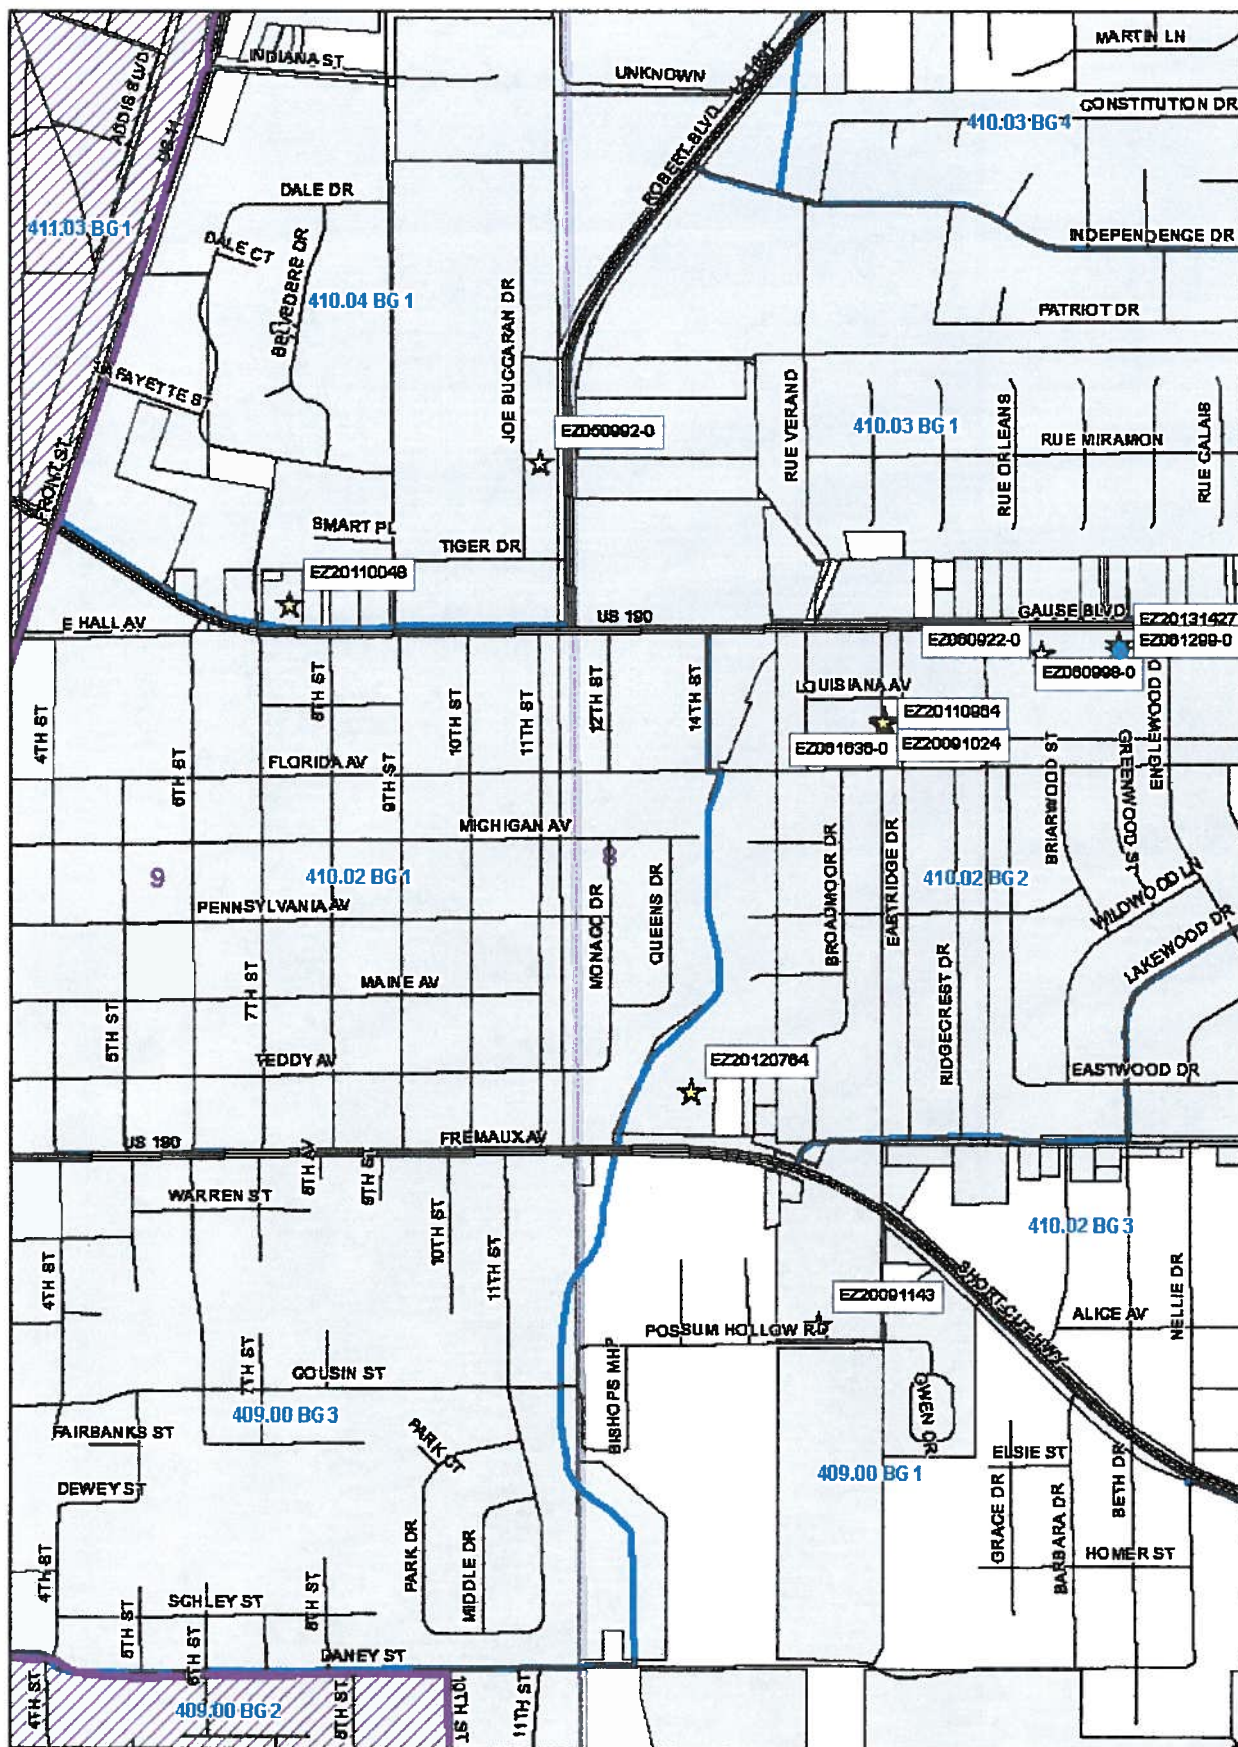 MARTIN LN
INDIANA ST
UNKNOWN
CONSTITUTION DR
410.03 BG 4
ADDIS BLVD
US 11
ROBERT BLVD
LA 1091
DALE DR
411.03 BG 1
DALE CT
BELVEDERE DR
INDEPENDENCE DR
410.04 BG 1
PATRIOT DR
JOE BUGGARAN DR
LAFAYETTE ST
RUE VERAND
RUE ORLEANS
RUE CALAIS
410.03 BG 1
RUE MIRAMON
EZ050992-0
FRONT ST
SMART PL
TIGER DR
EZ20110048
US 190
GAUSE BLVD
EZ20131427
E HALL AV
EZ060922-0
EZ061299-0
EZ060998-0
4TH ST
6TH ST
8TH ST
9TH ST
10TH ST
11TH ST
12TH ST
14TH ST
LOUISIANA AV
EZ20110984
EZ061636-0
EZ20091024
FLORIDA AV
BRIARWOOD ST
GREENWOOD ST
MICHIGAN AV
BROADMOOR DR
EASTRIDGE DR
9
8
410.02 BG 1
410.02 BG 2
MONACO DR
QUEENS DR
PENNSYLVANIA AV
WILDWOOD LN
LAKEWOOD DR
MAINE AV
7TH ST
5TH ST
RIDGECREST DR
TEDDY AV
EZ20120764
EASTWOOD DR
US 190
FREMAUX AV
8TH AV
9TH ST
WARREN ST
10TH ST
11TH ST
410.02 BG 3
4TH ST
SHORT-CUT-HWY
NELLIE DR
EZ20091143
ALICE AV
POSSUM HOLLOW RD
7TH ST
COUSIN ST
BISHOPS MHP
GWEN DR
409.00 BG 3
FAIRBANKS ST
PARK CT
ELSIE ST
409.00 BG 1
DEWEY ST
GRACE DR
BARBARA DR
BETH DR
PARK DR
MIDDLE DR
HOMER ST
4TH ST
SCHLEY ST
5TH ST
6TH ST
8TH ST
DANEY ST
4TH ST
409.00 BG 2
10TH ST